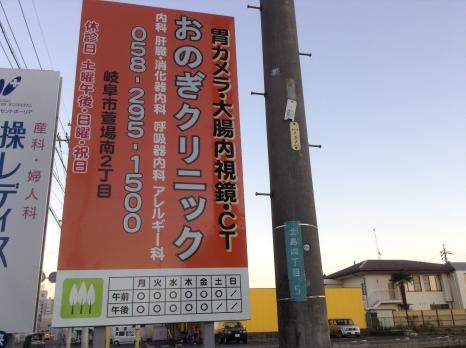 胃カメラ・大腸内視鏡・CT
おのぎクリニック
内科 肝臓・消化器内科 呼吸器内科 アレルギー科
058-295-1500
岐阜市萱場南2丁目
休診日 土曜午後・日曜・祝日
月火水木金土日
午前 ○○○○○○/
午後 ○○○○○//
操レディス
産科・婦人科
北島四丁目 5